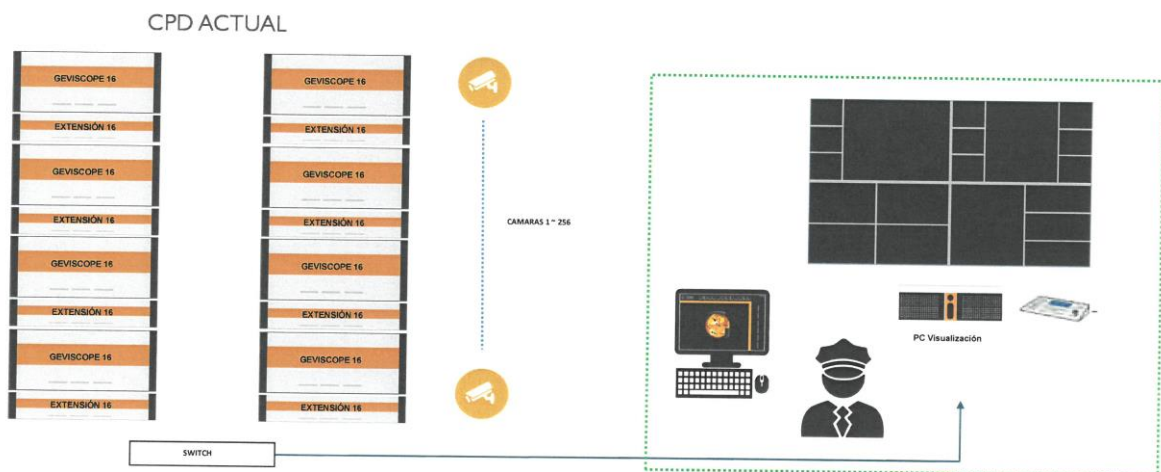 CPD ACTUAL
GEVISCOPE 16
EXTENSIÓN 16
GEVISCOPE 16
EXTENSIÓN 16
GEVISCOPE 16
EXTENSIÓN 16
GEVISCOPE 16
EXTENSIÓN 16
GEVISCOPE 16
EXTENSIÓN 16
GEVISCOPE 16
EXTENSIÓN 16
GEVISCOPE 16
EXTENSIÓN 16
GEVISCOPE 16
EXTENSIÓN 16
CAMARAS 1 ~ 256
PC Visualización
SWITCH